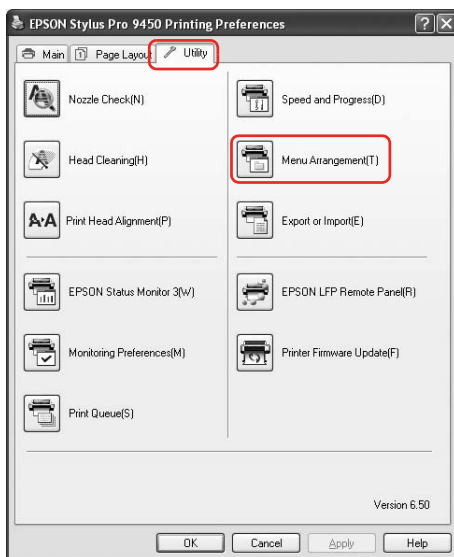 EPSON Stylus Pro 9450 Printing Preferences
Main
1 Page Layout
Utility
Nozzle Check(N)
Speed and Progress(D)
Head Cleaning(H)
Menu Arrangement(T)
A▸A Print Head Alignment(P)
Export or Import(E)
EPSON Status Monitor 3(W)
EPSON LFP Remote Panel(R)
Monitoring Preferences(M)
Printer Firmware Update(F)
Print Queue(S)
Version 6.50
OK
Cancel
Apply
Help